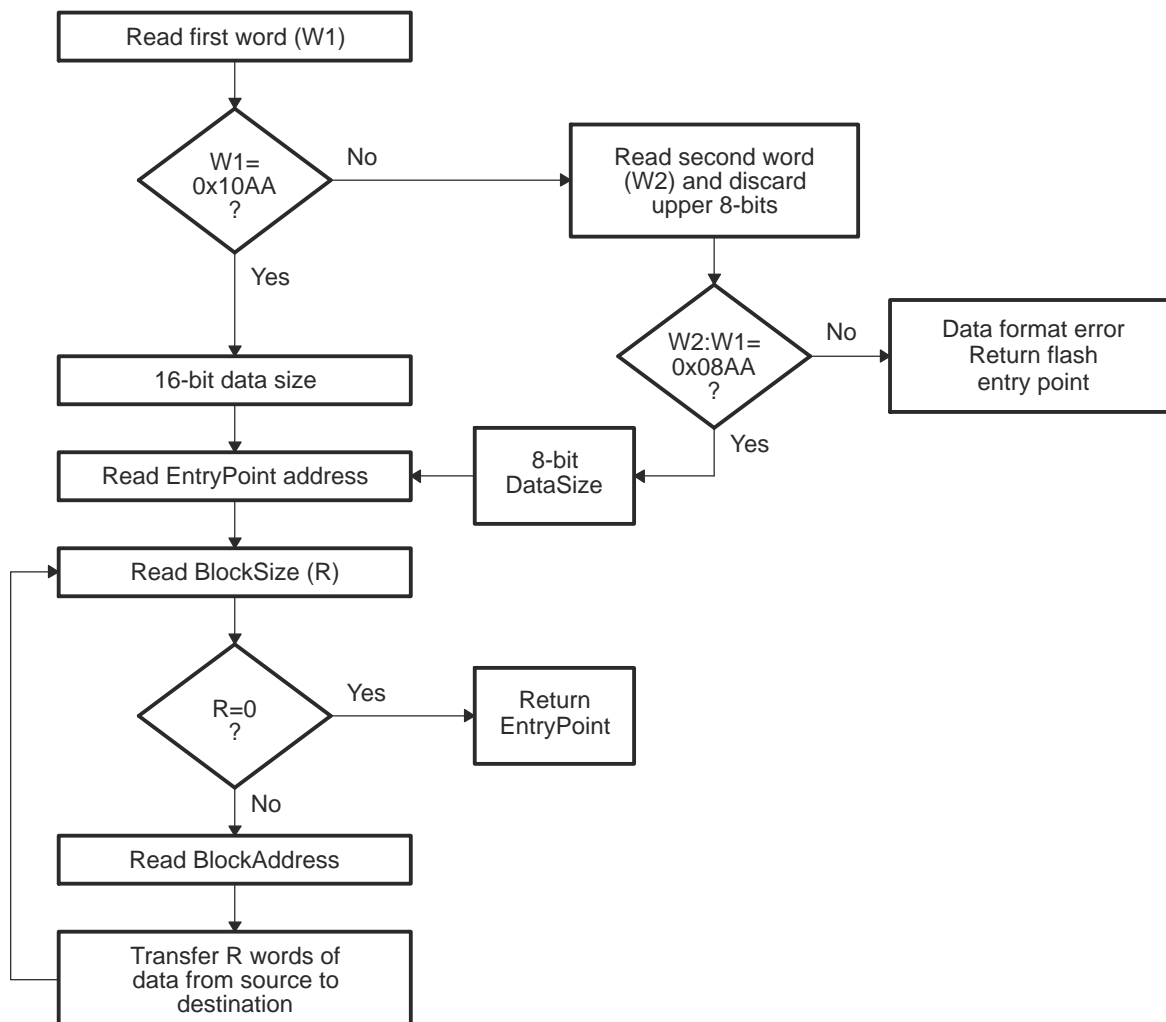 Read first word (W1)
W1=
0x10AA
?
No
Read second word
(W2) and discard
upper 8-bits
Yes
W2:W1=
0x08AA
?
No
Data format error
Return flash
entry point
16-bit data size
Yes
8-bit
DataSize
Read EntryPoint address
Read BlockSize (R)
R=0
?
Yes
Return
EntryPoint
No
Read BlockAddress
Transfer R words of
data from source to
destination